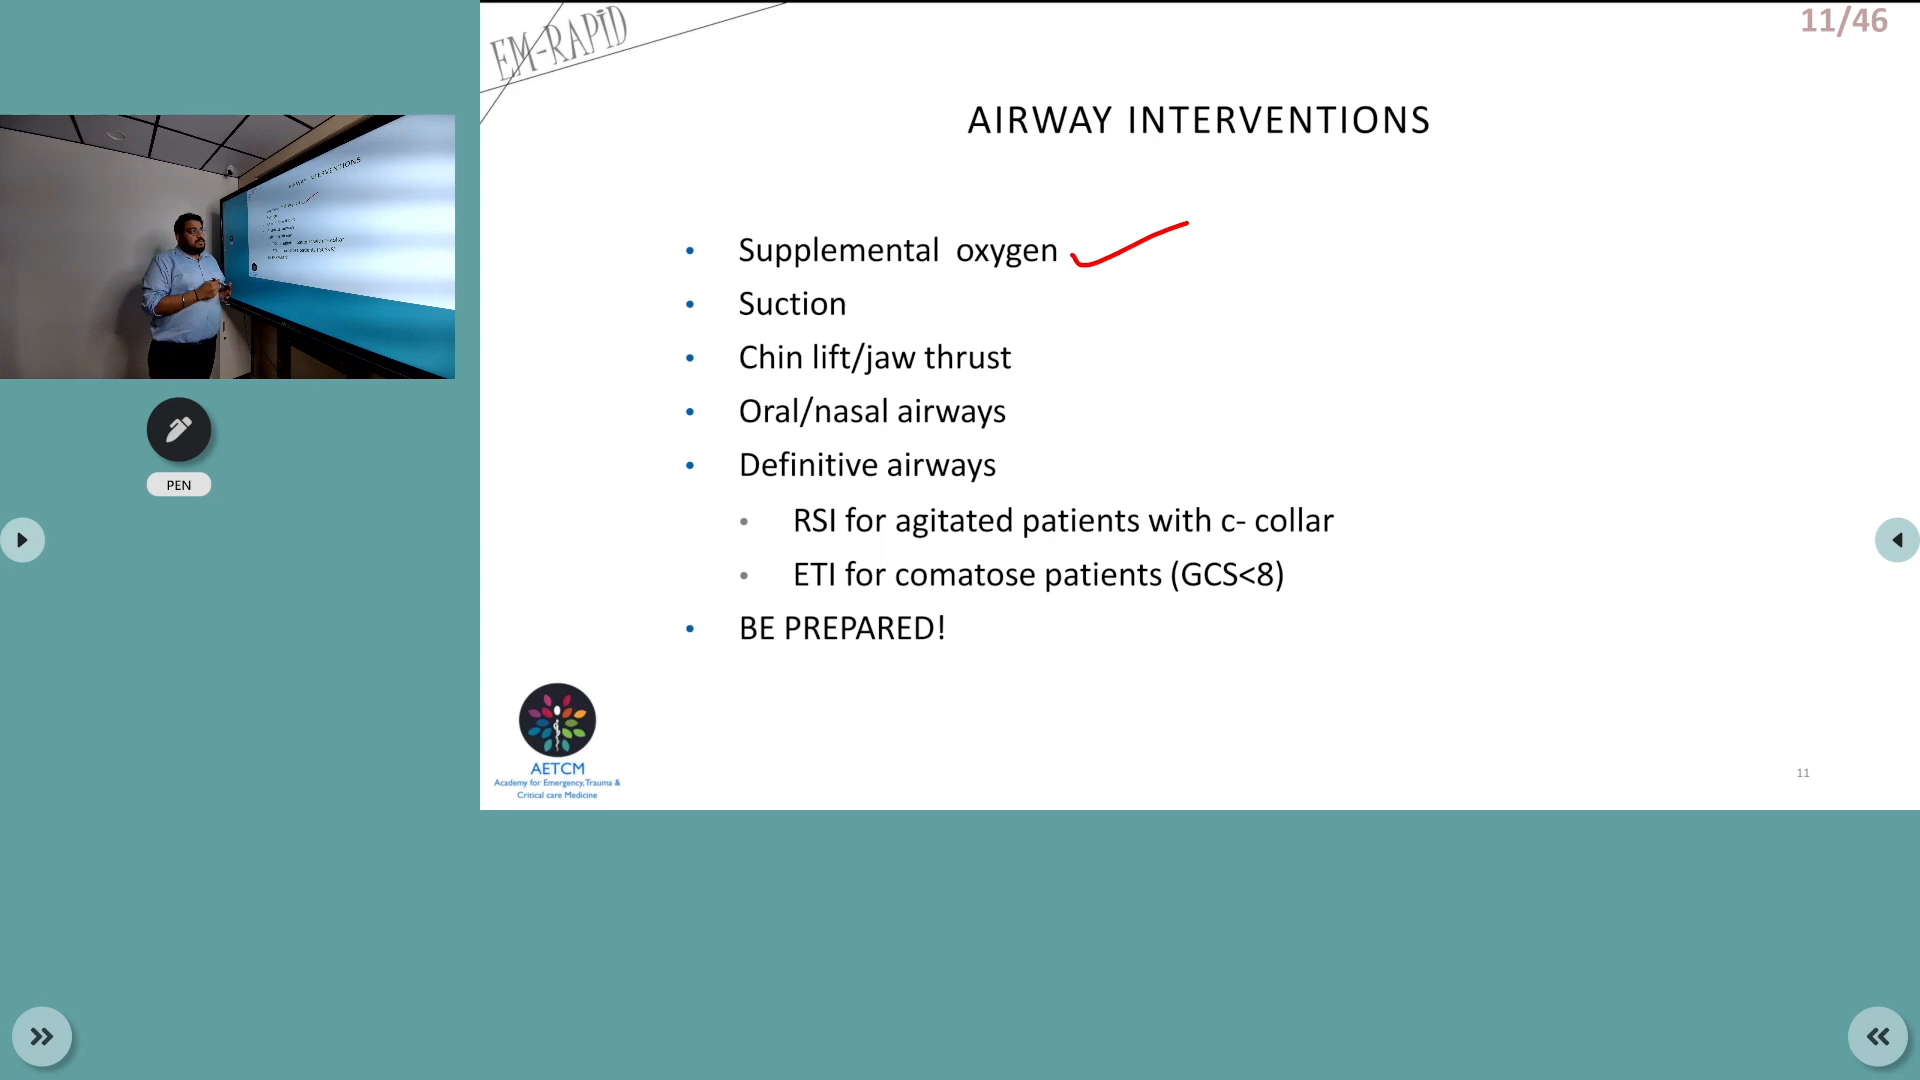 EM-RAPiD
11/46
AIRWAY INTERVENTIONS
• Supplemental oxygen
• Suction
• Chin lift/jaw thrust
• Oral/nasal airways
• Definitive airways
• RSI for agitated patients with c- collar
• ETI for comatose patients (GCS<8)
• BE PREPARED!
PEN
AETCM
Academy for Emergency,Trauma &
Critical care Medicine
11